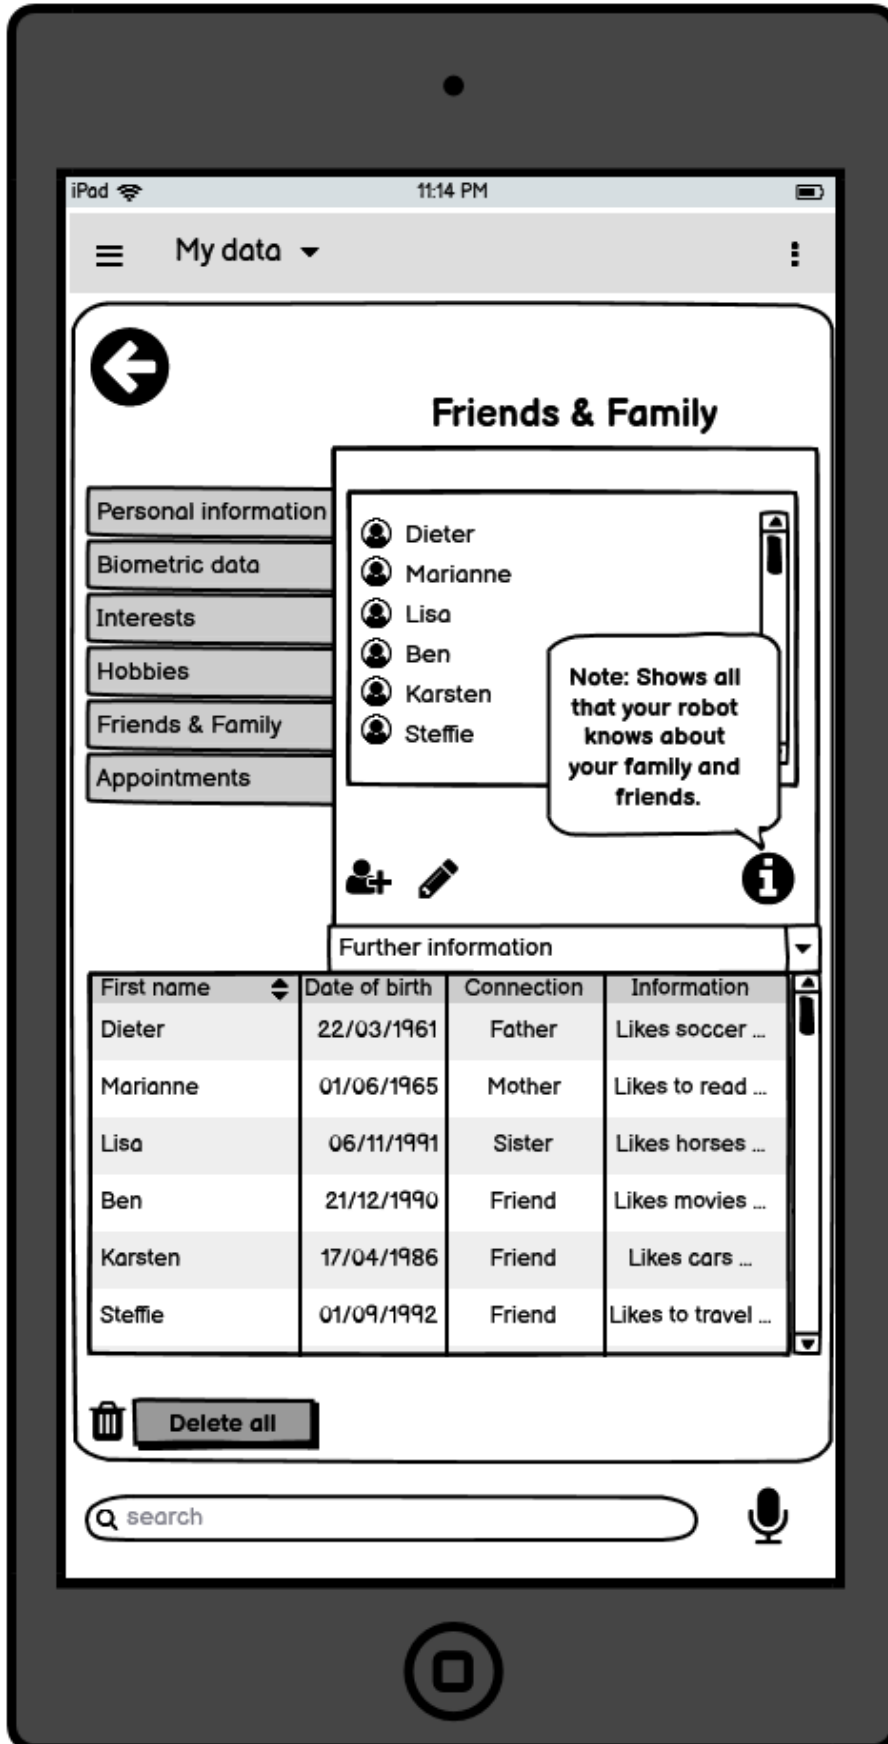 iPad 11:14 PM
My data
Friends & Family
Personal information
Biometric data
Interests
Hobbies
Friends & Family
Appointments
Dieter
Marianne
Lisa
Ben
Karsten
Steffie
Note: Shows all
that your robot
knows about
your family and
friends.
Further information
First name Date of birth Connection Information
Dieter 22/03/1961 Father Likes soccer ...
Marianne 01/06/1965 Mother Likes to read ...
Lisa 06/11/1991 Sister Likes horses ...
Ben 21/12/1990 Friend Likes movies ...
Karsten 17/04/1986 Friend Likes cars ...
Steffie 01/09/1992 Friend Likes to travel ...
Delete all
search